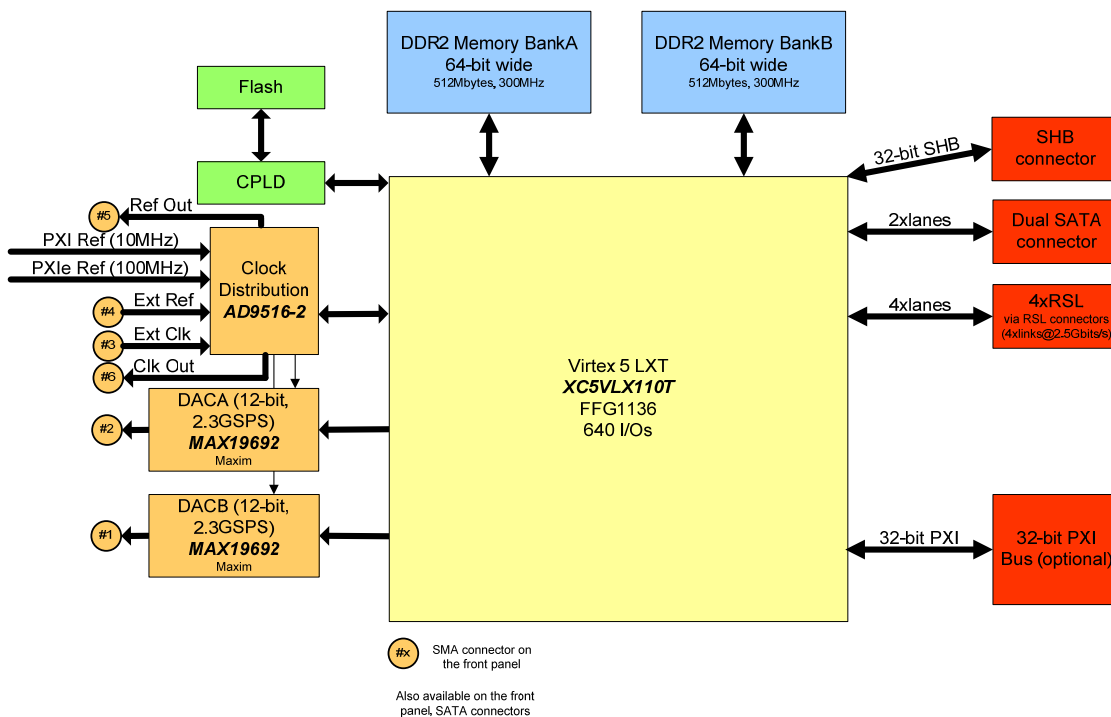 DDR2 Memory BankA
64-bit wide
512Mbytes, 300MHz
DDR2 Memory BankB
64-bit wide
512Mbytes, 300MHz
Flash
CPLD
32-bit SHB
SHB
connector
#5
Ref Out
PXI Ref (10MHz)
PXIe Ref (100MHz)
#4
Ext Ref
#3
Ext Clk
#6
Clk Out
Clock
Distribution
AD9516-2
2xlanes
Dual SATA
connector
4xlanes
4xRSL
via RSL connectors
(4xlinks@2.5Gbits/s)
Virtex 5 LXT
XC5VLX110T
FFG1136
640 I/Os
#2
DACA (12-bit,
2.3GSPS)
MAX19692
Maxim
#1
DACB (12-bit,
2.3GSPS)
MAX19692
Maxim
32-bit PXI
32-bit PXI
Bus (optional)
#x
SMA connector on
the front panel
Also available on the front
panel, SATA connectors